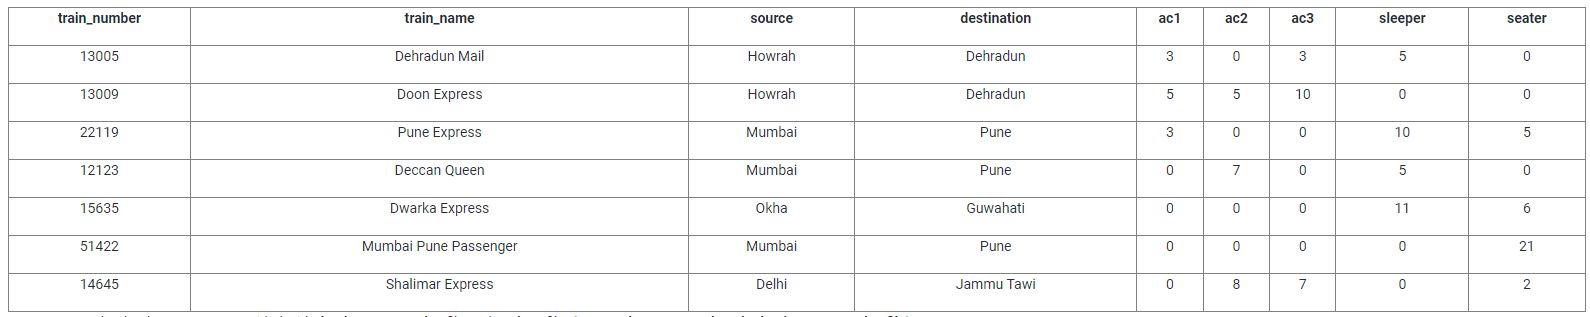 train_number train_name source destination ac1 ac2 ac3 sleeper seater
13005 Dehradun Mail Howrah Dehradun 3 0 3 5 0
13009 Doon Express Howrah Dehradun 5 5 10 0 0
22119 Pune Express Mumbai Pune 3 0 0 10 5
12123 Deccan Queen Mumbai Pune 0 7 0 5 0
15635 Dwarka Express Okha Guwahati 0 0 0 11 6
51422 Mumbai Pune Passenger Mumbai Pune 0 0 0 0 21
14645 Shalimar Express Delhi Jammu Tawi 0 8 7 0 2